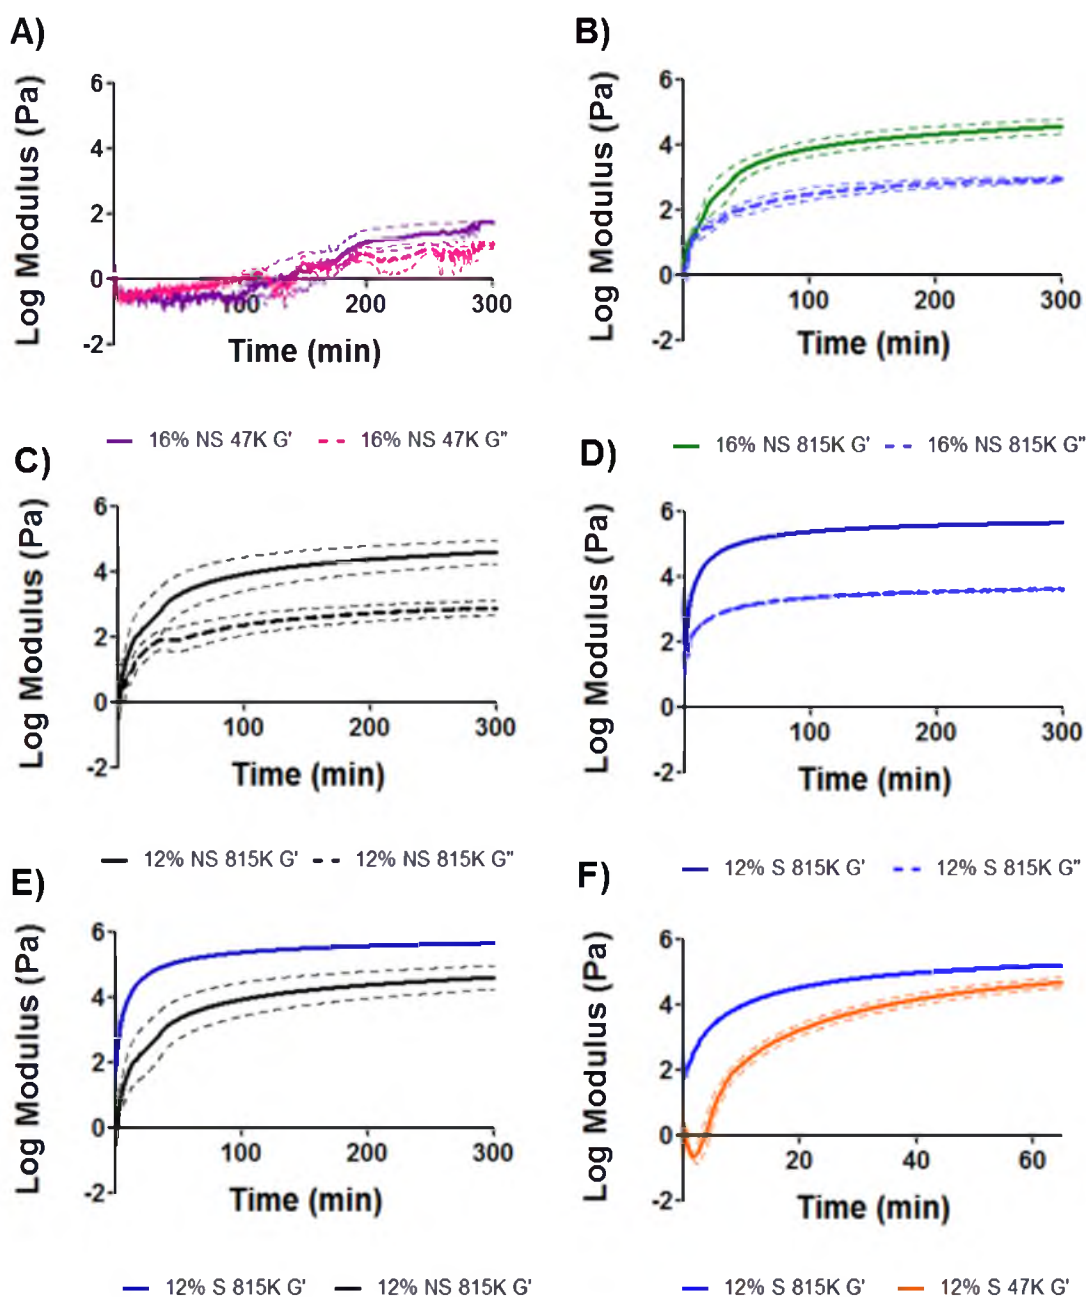 A)
Log Modulus (Pa)
6
4
2
0
-2
100
200
300
Time (min)
16% NS 47K G'
16% NS 47K G"
B)
Log Modulus (Pa)
6
4
2
0
-2
100
200
300
Time (min)
16% NS 815K G'
16% NS 815K G"
C)
Log Modulus (Pa)
6
4
2
0
-2
100
200
300
Time (min)
12% NS 815K G'
12% NS 815K G"
D)
Log Modulus (Pa)
6
4
2
0
-2
100
200
300
Time (min)
12% S 815K G'
12% S 815K G"
E)
Log Modulus (Pa)
6
4
2
0
-2
100
200
300
Time (min)
12% S 815K G'
12% NS 815K G'
F)
Log Modulus (Pa)
6
4
2
0
-2
20
40
60
Time (min)
12% S 815K G'
12% S 47K G'